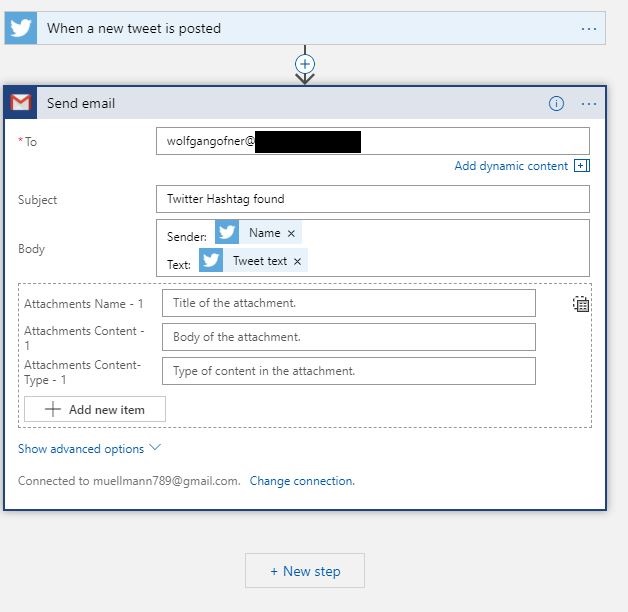 When a new tweet is posted
Send email
* To
wolfgangofner@
Add dynamic content
Subject
Twitter Hashtag found
Body
Sender: Name ×
Text: Tweet text ×
Attachments Name - 1
Title of the attachment.
Attachments Content -
1
Body of the attachment.
Attachments Content-
Type - 1
Type of content in the attachment.
Add new item
Show advanced options
Connected to muellmann789@gmail.com. Change connection.
+ New step